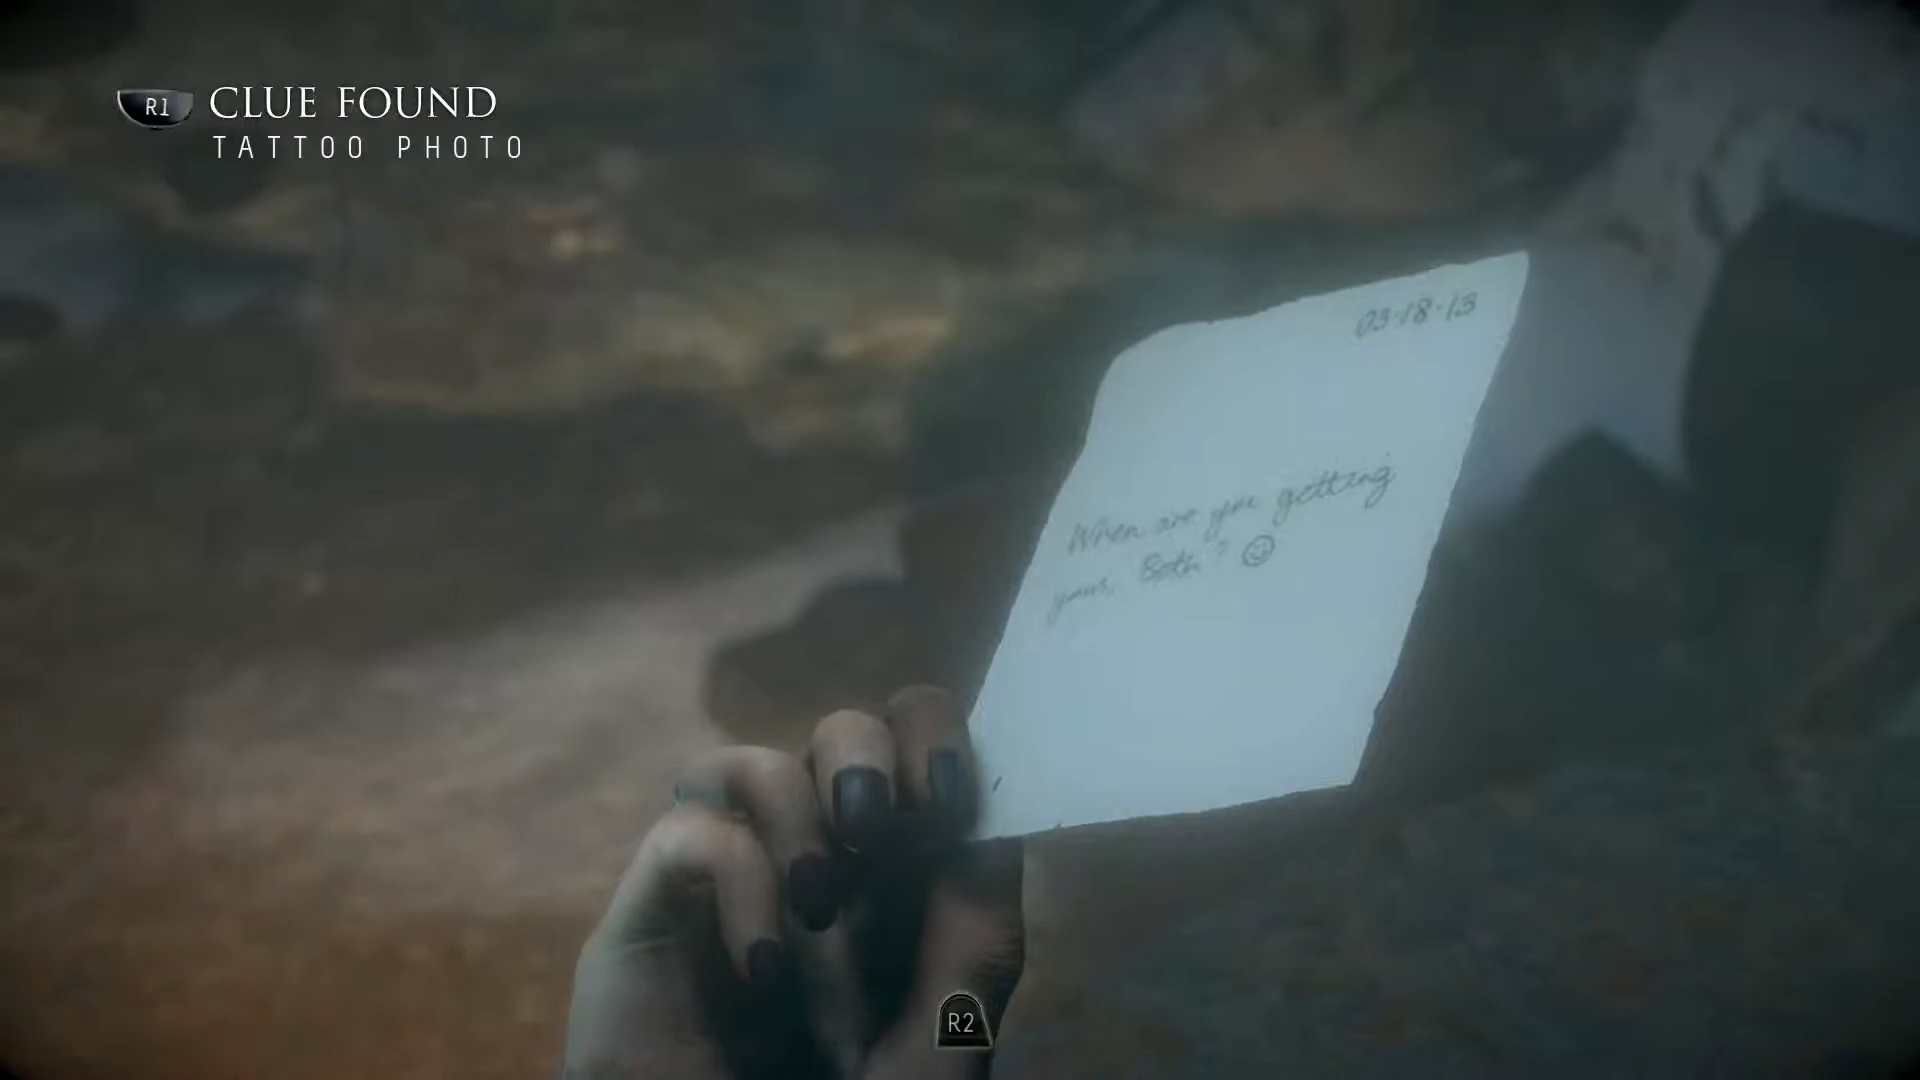 R1 CLUE FOUND
TATTOO PHOTO
03·18·13
When are you getting
yours, Beth? ☺
R2